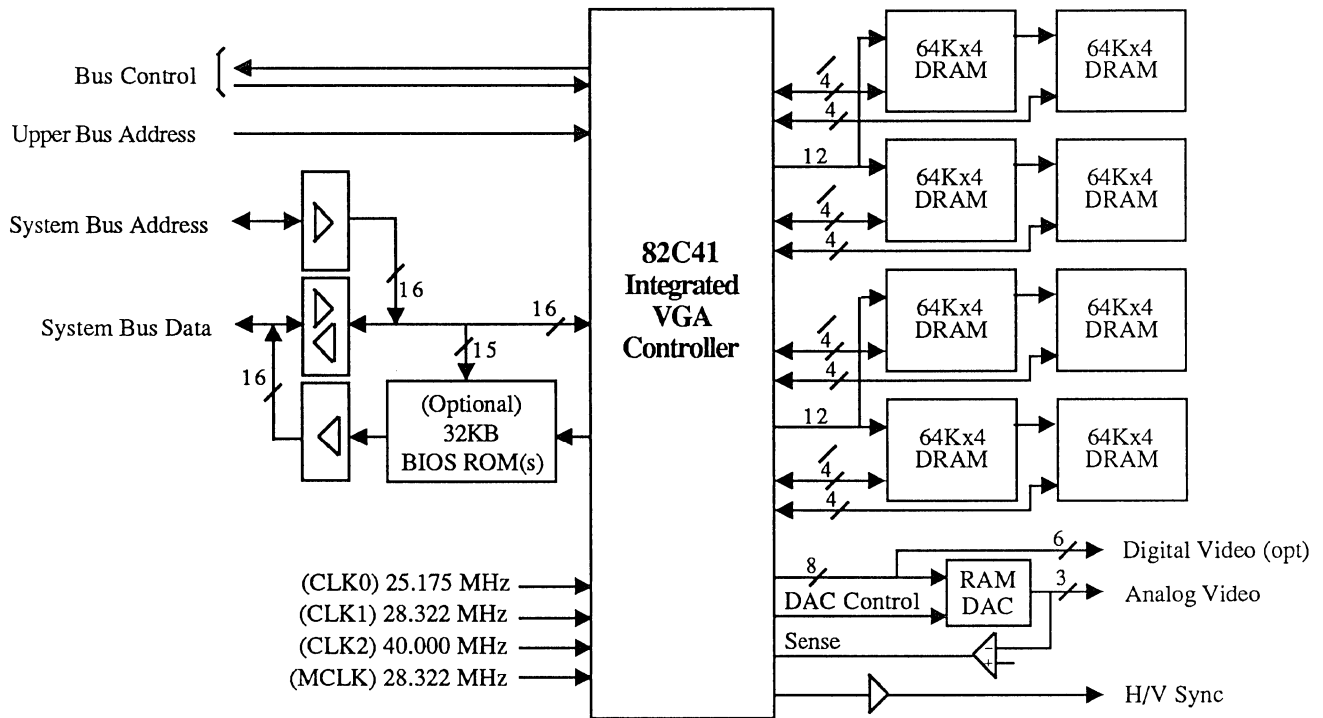 Bus Control
Upper Bus Address
System Bus Address
16
System Bus Data
16
15
16
(Optional)
32KB
BIOS ROM(s)
(CLK0) 25.175 MHz
(CLK1) 28.322 MHz
(CLK2) 40.000 MHz
(MCLK) 28.322 MHz
82C41
Integrated
VGA
Controller
64Kx4
DRAM
64Kx4
DRAM
4
4
12
64Kx4
DRAM
64Kx4
DRAM
4
4
64Kx4
DRAM
64Kx4
DRAM
4
4
12
64Kx4
DRAM
64Kx4
DRAM
4
4
6
Digital Video (opt)
8
RAM
DAC
3
Analog Video
DAC Control
Sense
−
+
H/V Sync